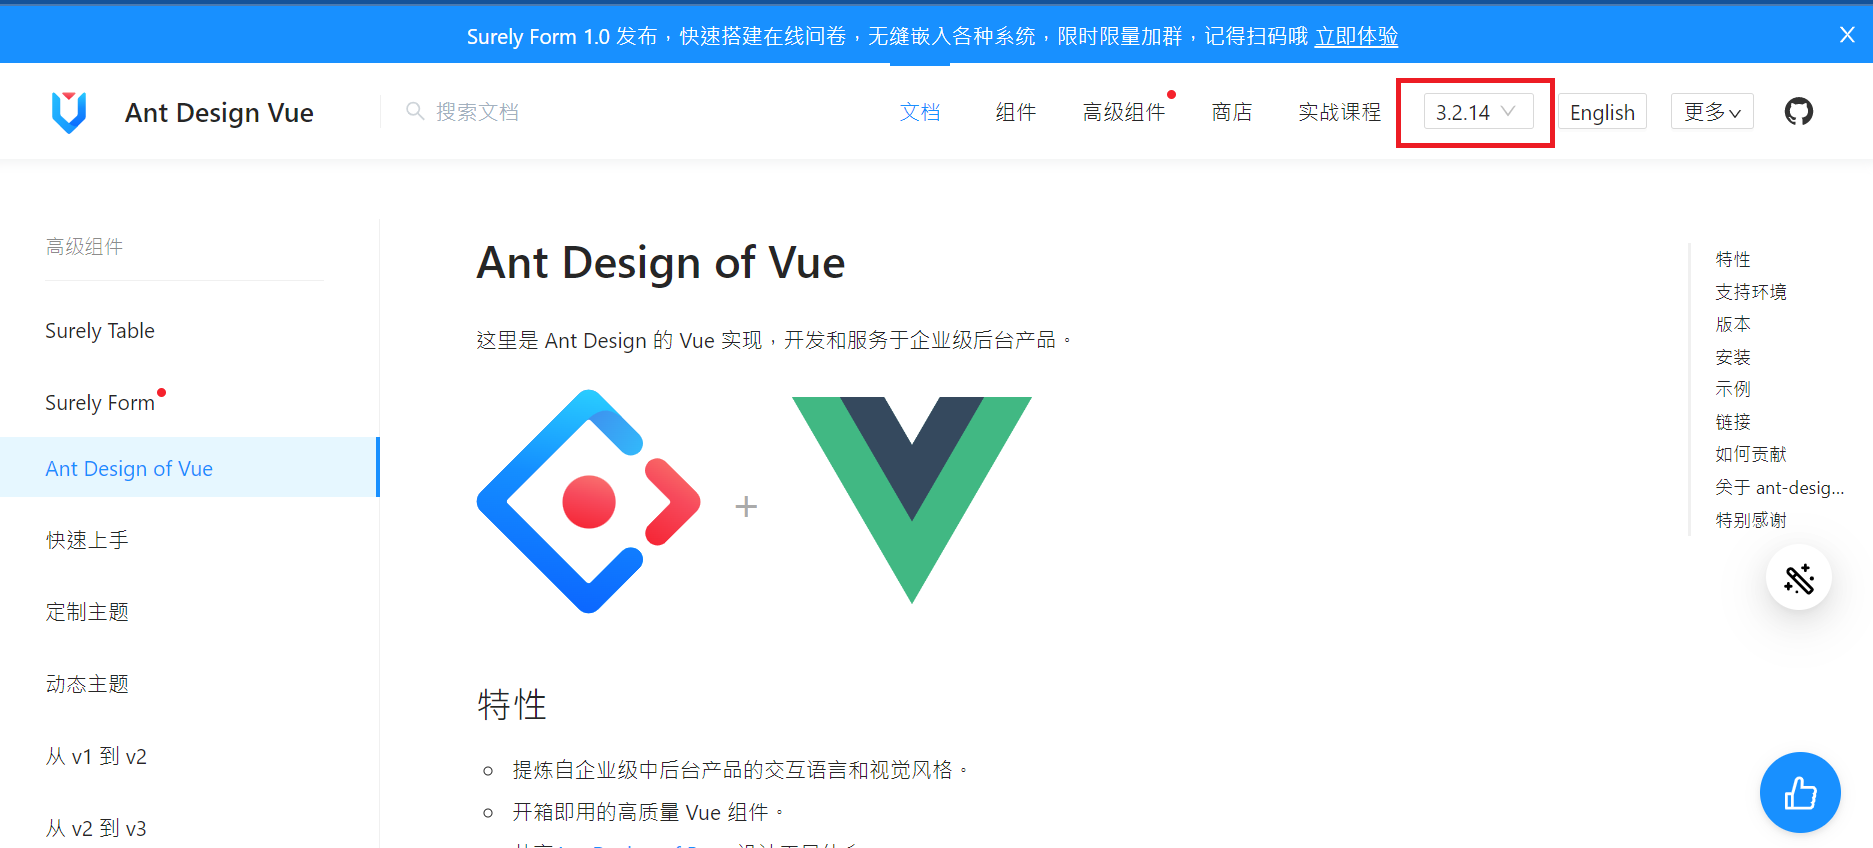 Surely Form 1.0 发布，快速搭建在线问卷，无缝嵌入各种系统，限时限量加群，记得扫码哦 立即体验 X
Ant Design Vue 搜索文档 文档 组件 高级组件 商店 实战课程 3.2.14 English 更多
高级组件
Surely Table
Surely Form
Ant Design of Vue
快速上手
定制主题
动态主题
从 v1 到 v2
从 v2 到 v3
Ant Design of Vue
这里是 Ant Design 的 Vue 实现，开发和服务于企业级后台产品。
+
特性
提炼自企业级中后台产品的交互语言和视觉风格。
开箱即用的高质量 Vue 组件。
特性
支持环境
版本
安装
示例
链接
如何贡献
关于 ant-desig...
特别感谢